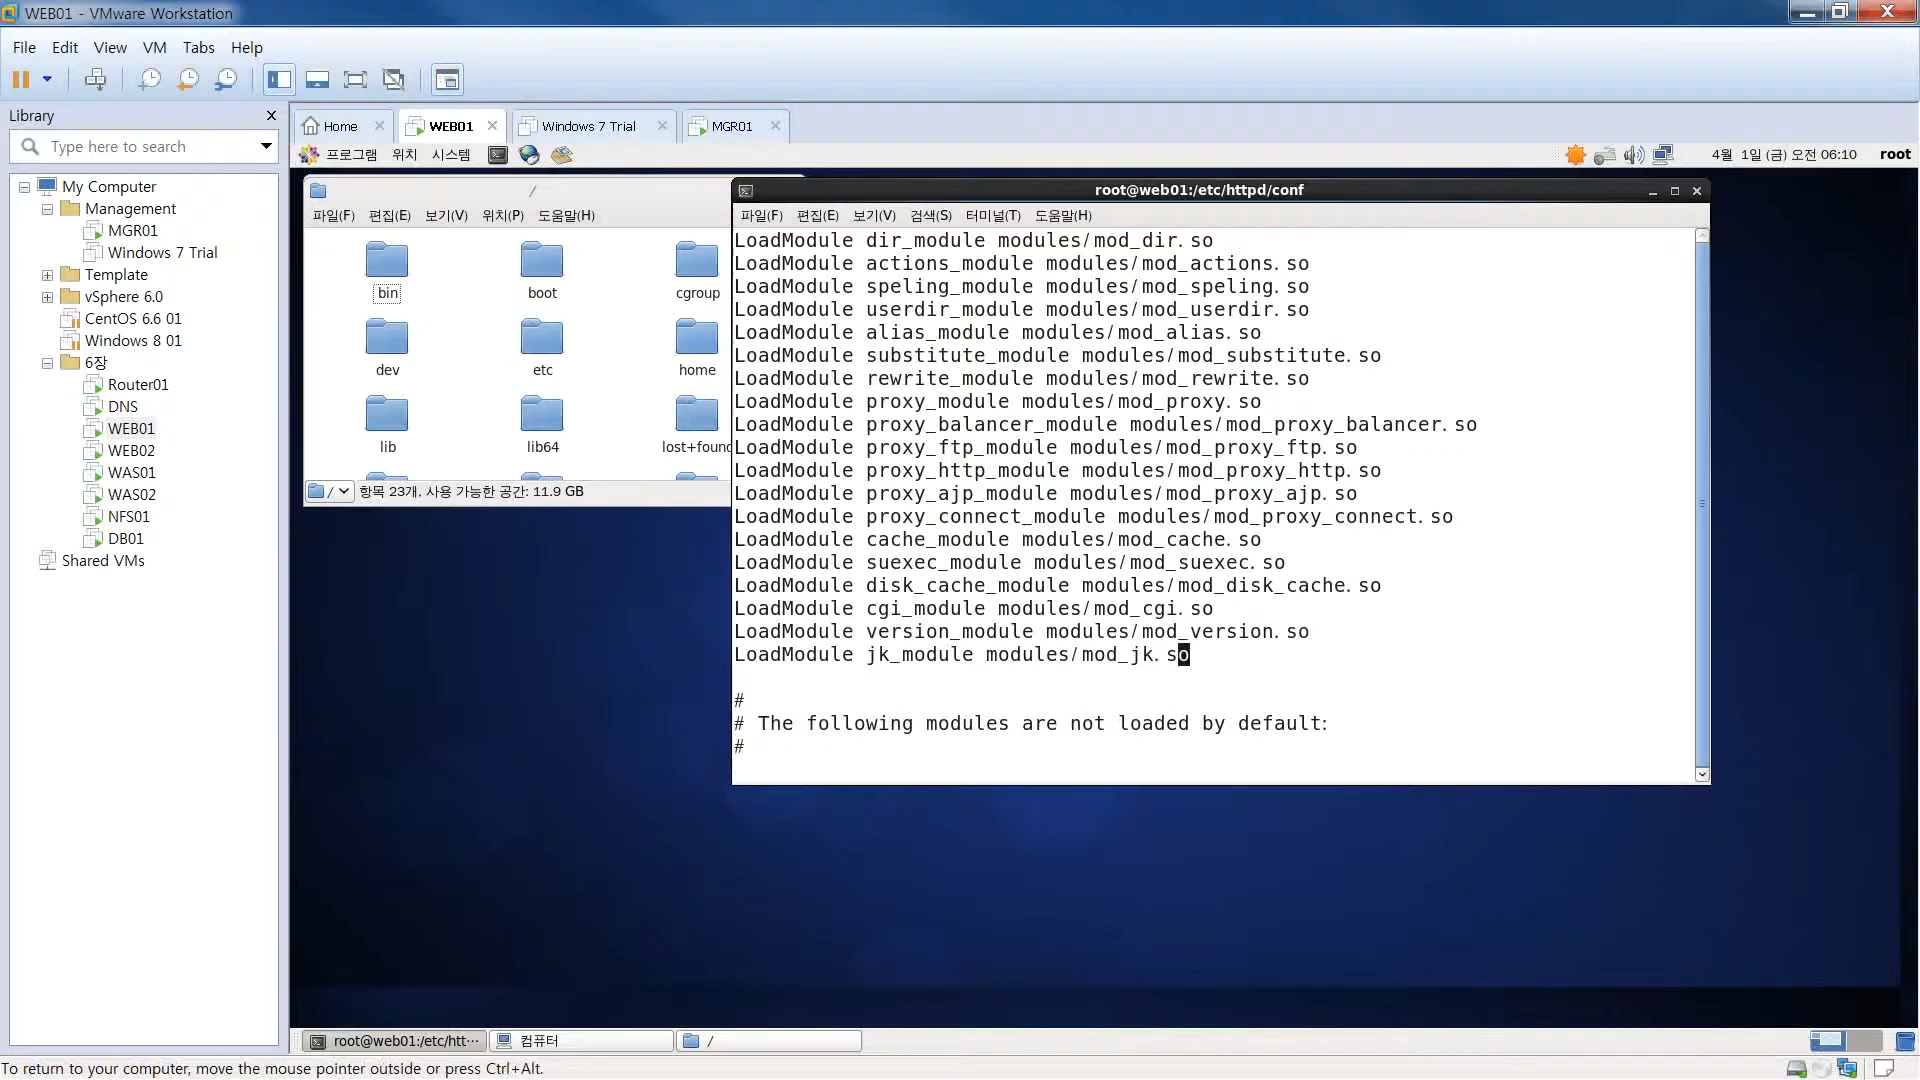 WEB01 - VMware Workstation
File Edit View VM Tabs Help
Library
Type here to search
My Computer
Management
MGR01
Windows 7 Trial
Template
vSphere 6.0
CentOS 6.6 01
Windows 8 01
6장
Router01
DNS
WEB01
WEB02
WAS01
WAS02
NFS01
DB01
Shared VMs
Home WEB01 Windows 7 Trial MGR01
프로그램 위치 시스템 4월 1일 (금) 오전 06:10 root
/
파일(F) 편집(E) 보기(V) 위치(P) 도움말(H)
bin boot cgroup
dev etc home
lib lib64 lost+found
/ 항목 23개, 사용 가능한 공간: 11.9 GB
root@web01:/etc/httpd/conf
파일(F) 편집(E) 보기(V) 검색(S) 터미널(T) 도움말(H)
LoadModule dir_module modules/mod_dir.so
LoadModule actions_module modules/mod_actions.so
LoadModule speling_module modules/mod_speling.so
LoadModule userdir_module modules/mod_userdir.so
LoadModule alias_module modules/mod_alias.so
LoadModule substitute_module modules/mod_substitute.so
LoadModule rewrite_module modules/mod_rewrite.so
LoadModule proxy_module modules/mod_proxy.so
LoadModule proxy_balancer_module modules/mod_proxy_balancer.so
LoadModule proxy_ftp_module modules/mod_proxy_ftp.so
LoadModule proxy_http_module modules/mod_proxy_http.so
LoadModule proxy_ajp_module modules/mod_proxy_ajp.so
LoadModule proxy_connect_module modules/mod_proxy_connect.so
LoadModule cache_module modules/mod_cache.so
LoadModule suexec_module modules/mod_suexec.so
LoadModule disk_cache_module modules/mod_disk_cache.so
LoadModule cgi_module modules/mod_cgi.so
LoadModule version_module modules/mod_version.so
LoadModule jk_module modules/mod_jk.so
#
# The following modules are not loaded by default:
#
root@web01:/etc/htt··· 컴퓨터 /
To return to your computer, move the mouse pointer outside or press Ctrl+Alt.